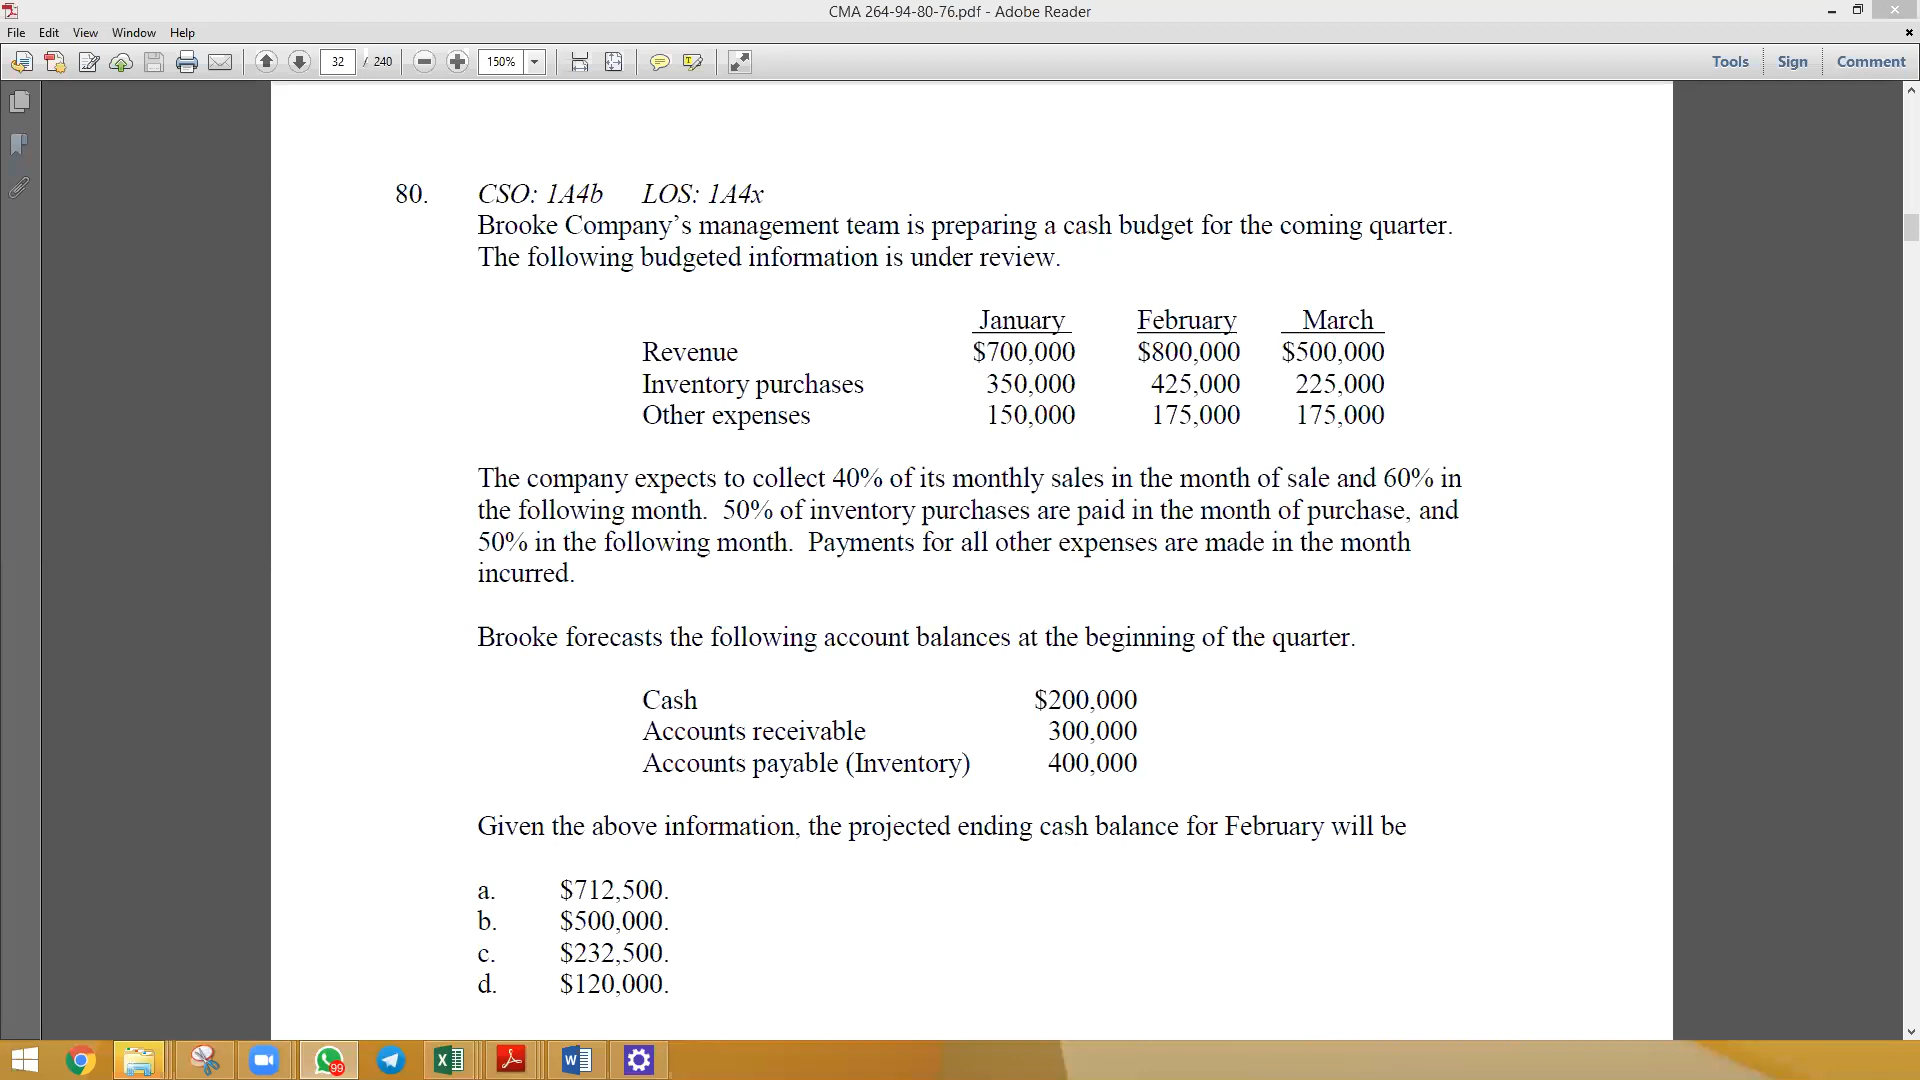 CMA 264-94-80-76.pdf - Adobe Reader
File Edit View Window Help
32 / 240 150% Tools Sign Comment
80. CSO: 1A4b LOS: 1A4x
Brooke Company's management team is preparing a cash budget for the coming quarter.
The following budgeted information is under review.
January February March
Revenue $700,000 $800,000 $500,000
Inventory purchases 350,000 425,000 225,000
Other expenses 150,000 175,000 175,000
The company expects to collect 40% of its monthly sales in the month of sale and 60% in
the following month. 50% of inventory purchases are paid in the month of purchase, and
50% in the following month. Payments for all other expenses are made in the month
incurred.
Brooke forecasts the following account balances at the beginning of the quarter.
Cash $200,000
Accounts receivable 300,000
Accounts payable (Inventory) 400,000
Given the above information, the projected ending cash balance for February will be
a. $712,500.
b. $500,000.
c. $232,500.
d. $120,000.
99